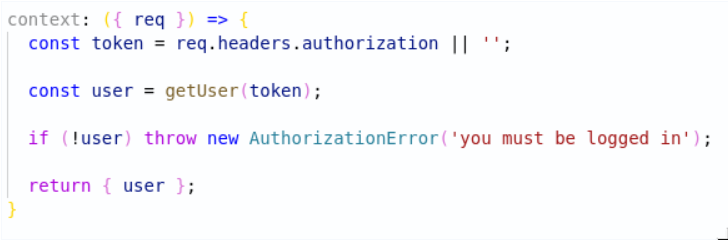 context: ({ req }) => {
const token = req.headers.authorization || '';
const user = getUser(token);
if (!user) throw new AuthorizationError('you must be logged in');
return { user };
}